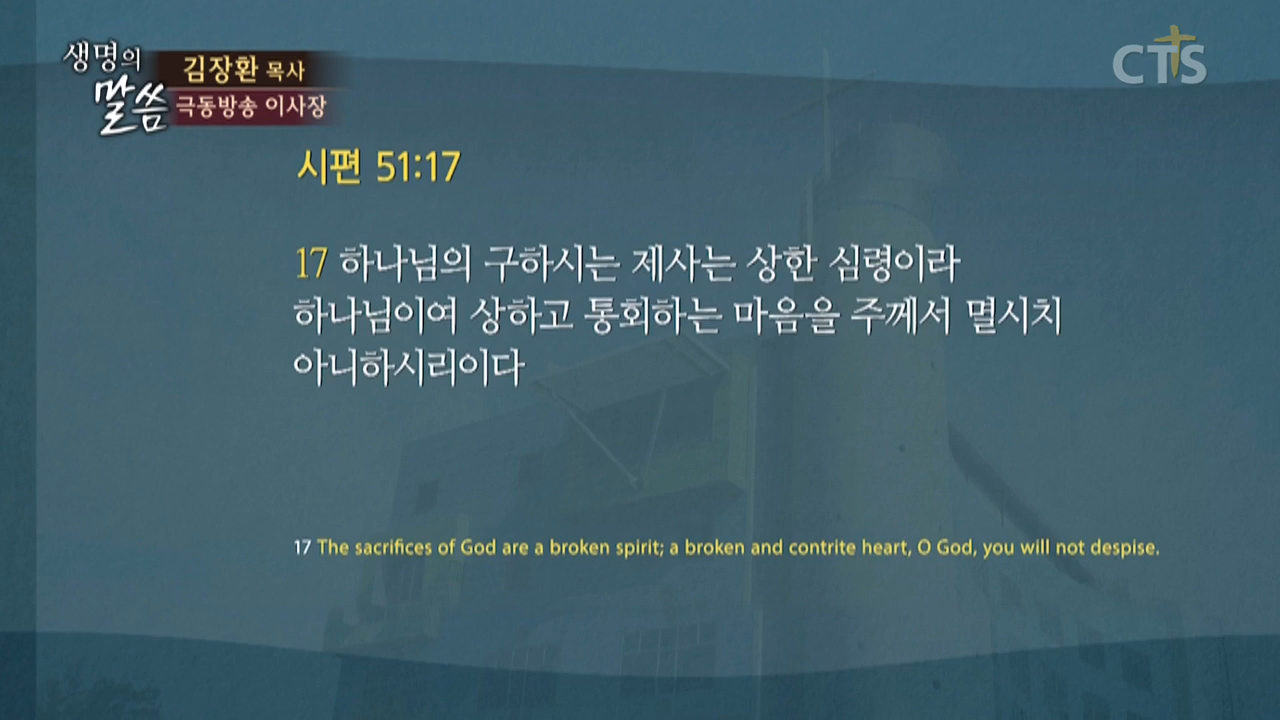 생명의
말씀
김장환 목사
극동방송 이사장
CTS
시편 51:17
17 하나님의 구하시는 제사는 상한 심령이라
하나님이여 상하고 통회하는 마음을 주께서 멸시치
아니하시리이다
17 The sacrifices of God are a broken spirit; a broken and contrite heart, O God, you will not despise.